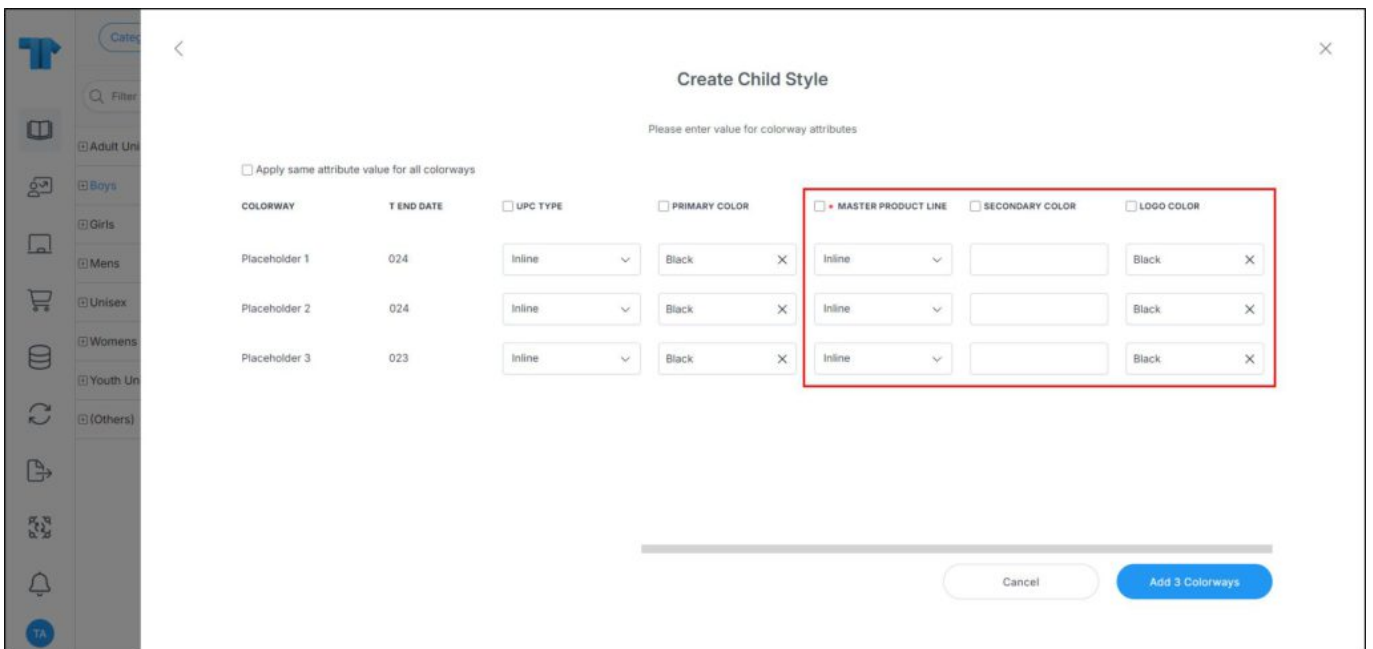 Categ
Create Child Style
Filter
Please enter value for colorway attributes
Adult Uni
Apply same attribute value for all colorways
Boys
COLORWAY T END DATE UPC TYPE PRIMARY COLOR * MASTER PRODUCT LINE SECONDARY COLOR LOGO COLOR
Girls
Placeholder 1 024 Inline Black Inline Black
Mens
Placeholder 2 024 Inline Black Inline Black
Unisex
Womens
Placeholder 3 023 Inline Black Inline Black
Youth Un
(Others)
Cancel Add 3 Colorways
TA